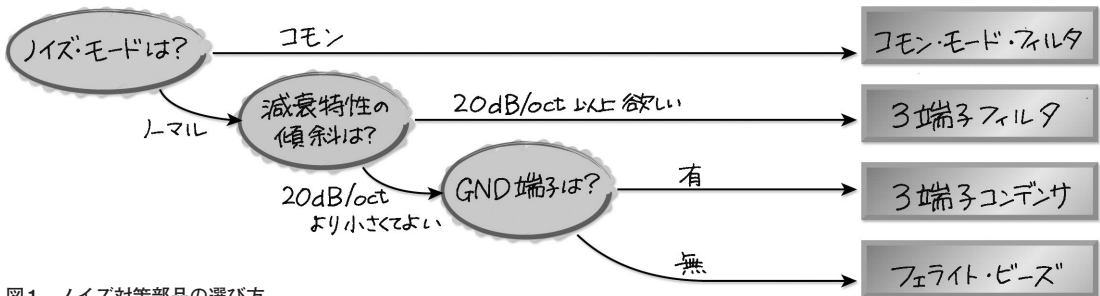 ノイズ・モードは?
コモン
コモン・モード・フィルタ
ノーマル
減衰特性の
傾斜は?
20dB/oct 以上 欲しい
3端子フィルタ
20dB/oct
より小さくてよい
GND端子は?
有
3端子コンデンサ
無
フェライト・ビーズ
図1 ノイズ対策部品の選び方